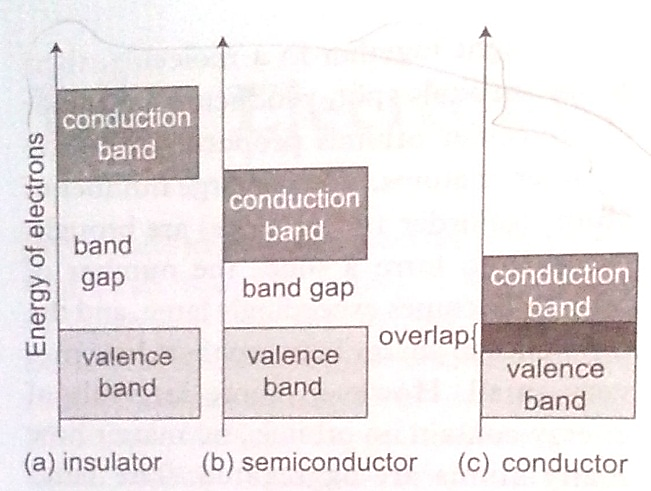 Energy of electrons
conduction
band
band
gap
valence
band
(a) insulator
conduction
band
band gap
valence
band
(b) semiconductor
conduction
band
overlap{
valence
band
(c) conductor